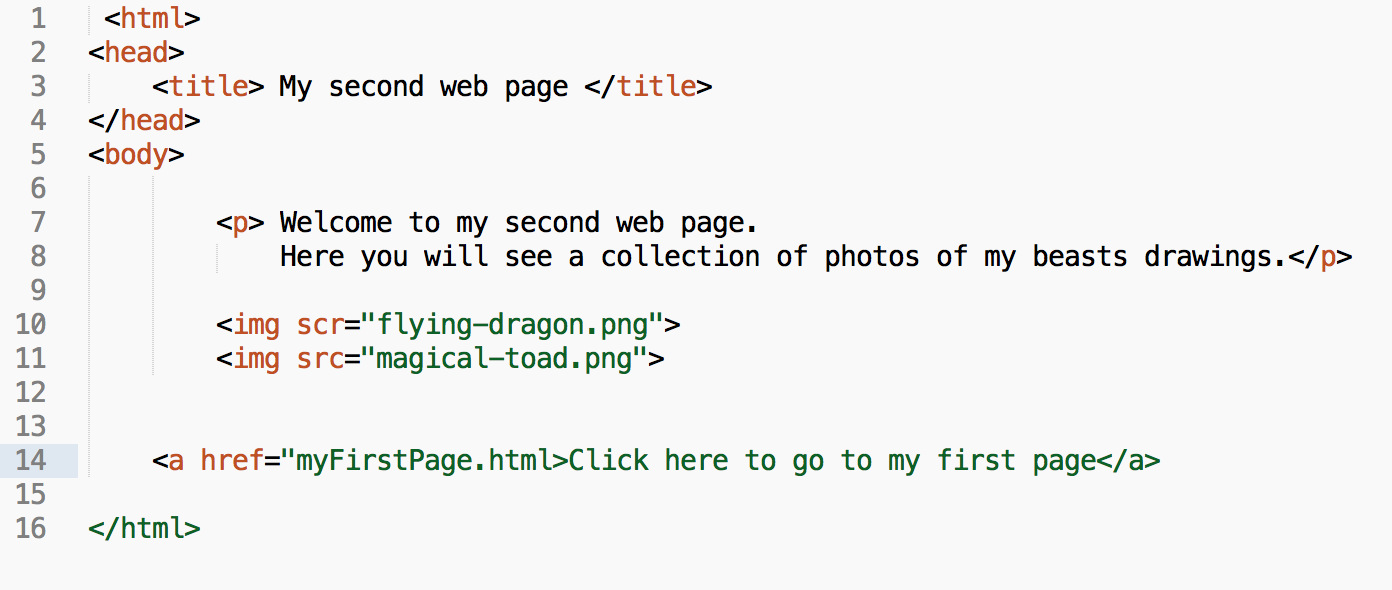 1 <html>
2 <head>
3 <title> My second web page </title>
4 </head>
5 <body>
6
7 <p> Welcome to my second web page.
8 Here you will see a collection of photos of my beasts drawings.</p>
9
10 <img scr="flying-dragon.png">
11 <img src="magical-toad.png">
12
13
14 <a href="myFirstPage.html>Click here to go to my first page</a>
15
16 </html>